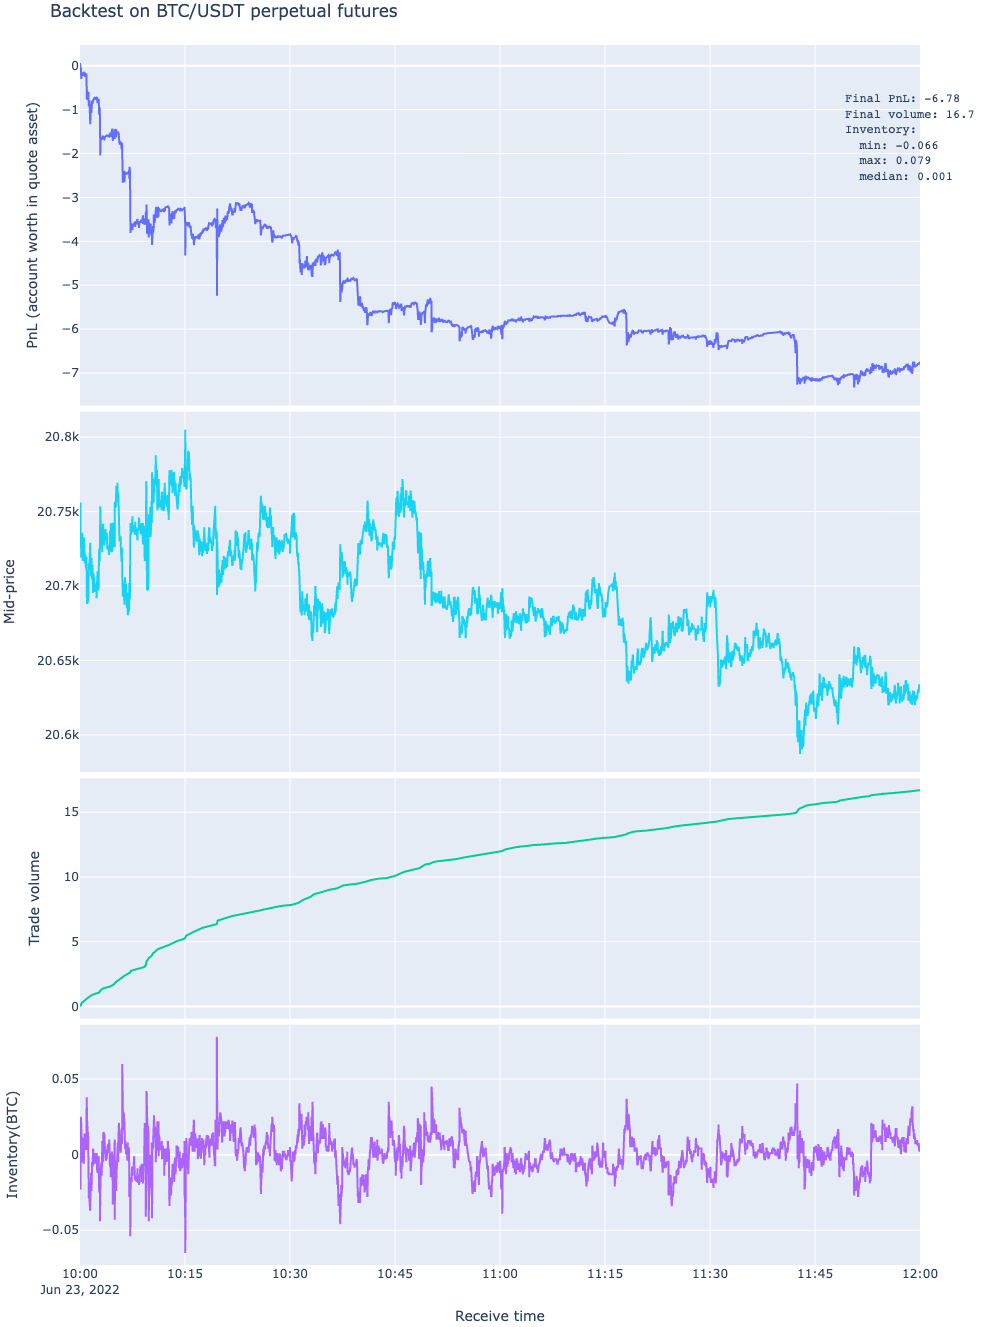 Backtest on BTC/USDT perpetual futures
PnL (account worth in quote asset)
0
−1
−2
−3
−4
−5
−6
−7
Final PnL: -6.78
Final volume: 16.7
Inventory:
min: -0.066
max: 0.079
median: 0.001
Mid-price
20.8k
20.75k
20.7k
20.65k
20.6k
Trade volume
15
10
5
0
Inventory(BTC)
0.05
0
−0.05
10:00 10:15 10:30 10:45 11:00 11:15 11:30 11:45 12:00
Jun 23, 2022
Receive time